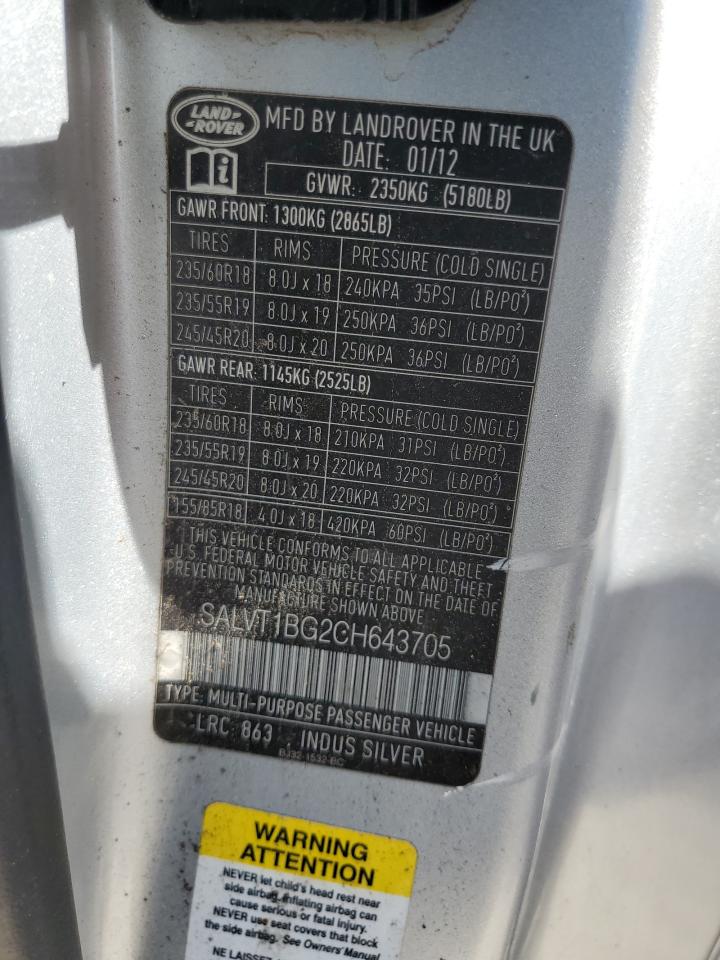 LAND
ROVER
MFD BY LANDROVER IN THE UK
DATE: 01/12
GVWR: 2350KG (5180LB)
GAWR FRONT: 1300KG (2865LB)
TIRES RIMS PRESSURE (COLD SINGLE)
235/60R18 8.0J x 18 240KPA 35PSI (LB/PO²)
235/55R19 8.0J x 19 250KPA 36PSI (LB/PO²)
245/45R20 8.0J x 20 250KPA 36PSI (LB/PO²)
GAWR REAR: 1145KG (2525LB)
TIRES RIMS PRESSURE (COLD SINGLE)
235/60R18 8.0J x 18 210KPA 31PSI (LB/PO²)
235/55R19 8.0J x 19 220KPA 32PSI (LB/PO²)
245/45R20 8.0J x 20 220KPA 32PSI (LB/PO²)
155/85R18 4.0J x 18 420KPA 60PSI (LB/PO²)
THIS VEHICLE CONFORMS TO ALL APPLICABLE
U.S. FEDERAL MOTOR VEHICLE SAFETY AND THEFT
PREVENTION STANDARDS IN EFFECT ON THE DATE OF
MANUFACTURE SHOWN ABOVE
SALVT1BG2CH643705
TYPE: MULTI-PURPOSE PASSENGER VEHICLE
LRC 863 INDUS SILVER
BJ32-1532-BC
WARNING
ATTENTION
NEVER let child's head rest near
side airbag, inflating airbag can
cause serious or fatal injury.
NEVER use seat covers that block
the side airbag. See Owners Manual
NE LAISSEZ